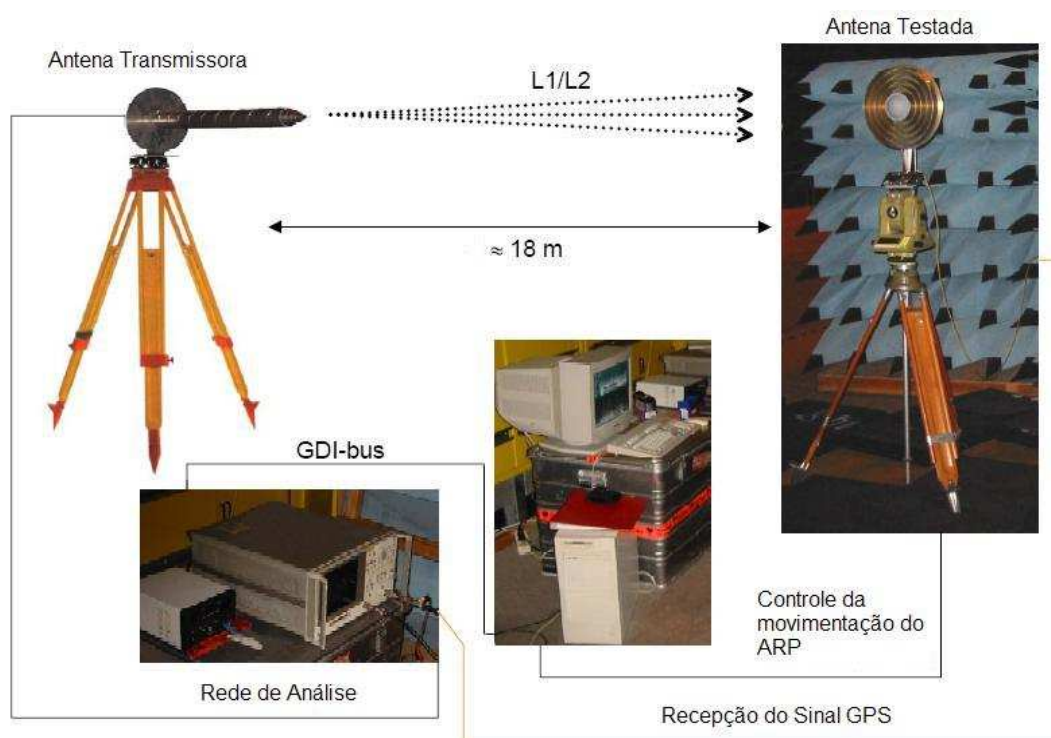 Antena Testada
Antena Transmissora
L1/L2
≈ 18 m
GDI-bus
Controle da
movimentação do
ARP
Rede de Análise
Recepção do Sinal GPS